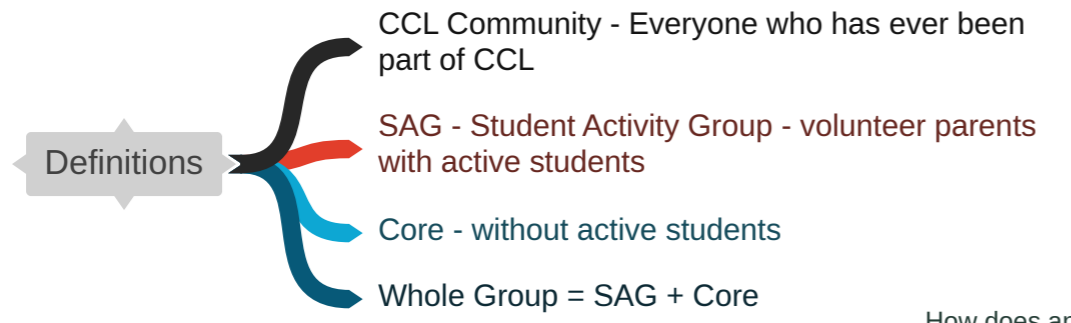 CCL Community - Everyone who has ever been
part of CCL
SAG - Student Activity Group - volunteer parents
with active students
Definitions
Core - without active students
Whole Group = SAG + Core
How does